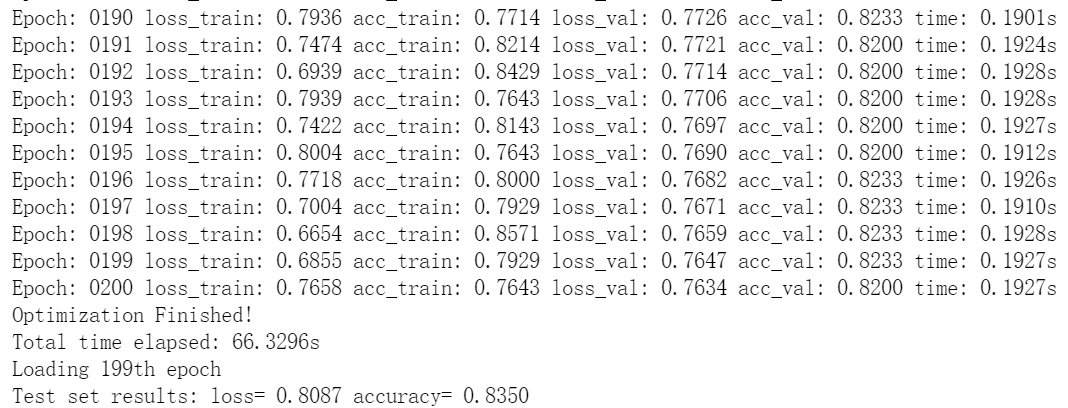 Epoch: 0190 loss_train: 0.7936 acc_train: 0.7714 loss_val: 0.7726 acc_val: 0.8233 time: 0.1901s
Epoch: 0191 loss_train: 0.7474 acc_train: 0.8214 loss_val: 0.7721 acc_val: 0.8200 time: 0.1924s
Epoch: 0192 loss_train: 0.6939 acc_train: 0.8429 loss_val: 0.7714 acc_val: 0.8200 time: 0.1928s
Epoch: 0193 loss_train: 0.7939 acc_train: 0.7643 loss_val: 0.7706 acc_val: 0.8200 time: 0.1928s
Epoch: 0194 loss_train: 0.7422 acc_train: 0.8143 loss_val: 0.7697 acc_val: 0.8200 time: 0.1927s
Epoch: 0195 loss_train: 0.8004 acc_train: 0.7643 loss_val: 0.7690 acc_val: 0.8200 time: 0.1912s
Epoch: 0196 loss_train: 0.7718 acc_train: 0.8000 loss_val: 0.7682 acc_val: 0.8233 time: 0.1926s
Epoch: 0197 loss_train: 0.7004 acc_train: 0.7929 loss_val: 0.7671 acc_val: 0.8233 time: 0.1910s
Epoch: 0198 loss_train: 0.6654 acc_train: 0.8571 loss_val: 0.7659 acc_val: 0.8233 time: 0.1928s
Epoch: 0199 loss_train: 0.6855 acc_train: 0.7929 loss_val: 0.7647 acc_val: 0.8233 time: 0.1927s
Epoch: 0200 loss_train: 0.7658 acc_train: 0.7643 loss_val: 0.7634 acc_val: 0.8200 time: 0.1927s
Optimization Finished!
Total time elapsed: 66.3296s
Loading 199th epoch
Test set results: loss= 0.8087 accuracy= 0.8350